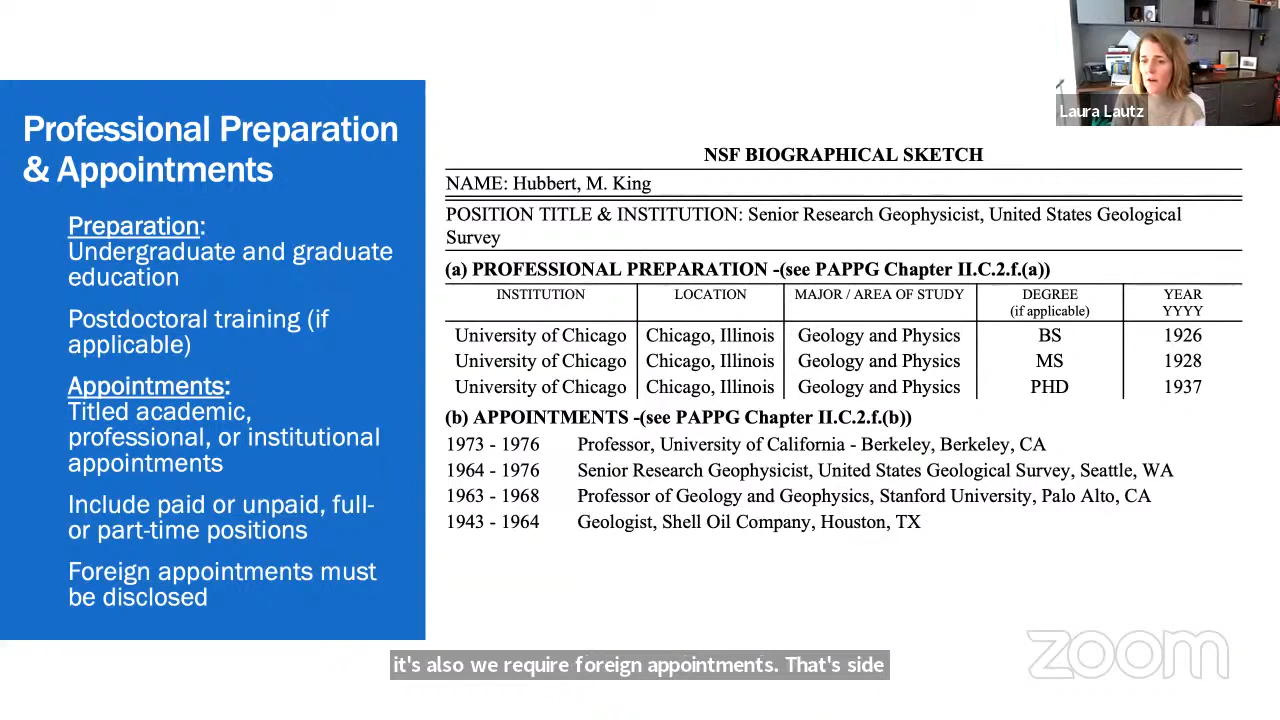 Laura Lautz
Professional Preparation
& Appointments
Preparation:
Undergraduate and graduate
education
Postdoctoral training (if
applicable)
Appointments:
Titled academic,
professional, or institutional
appointments
Include paid or unpaid, full-
or part-time positions
Foreign appointments must
be disclosed
NSF BIOGRAPHICAL SKETCH
NAME: Hubbert, M. King
POSITION TITLE & INSTITUTION: Senior Research Geophysicist, United States Geological
Survey
(a) PROFESSIONAL PREPARATION -(see PAPPG Chapter II.C.2.f.(a))
INSTITUTION LOCATION MAJOR / AREA OF STUDY DEGREE YEAR
(if applicable) YYYY
University of Chicago Chicago, Illinois Geology and Physics BS 1926
University of Chicago Chicago, Illinois Geology and Physics MS 1928
University of Chicago Chicago, Illinois Geology and Physics PHD 1937
(b) APPOINTMENTS -(see PAPPG Chapter II.C.2.f.(b))
1973 - 1976 Professor, University of California - Berkeley, Berkeley, CA
1964 - 1976 Senior Research Geophysicist, United States Geological Survey, Seattle, WA
1963 - 1968 Professor of Geology and Geophysics, Stanford University, Palo Alto, CA
1943 - 1964 Geologist, Shell Oil Company, Houston, TX
it's also we require foreign appointments. That's side
zoom